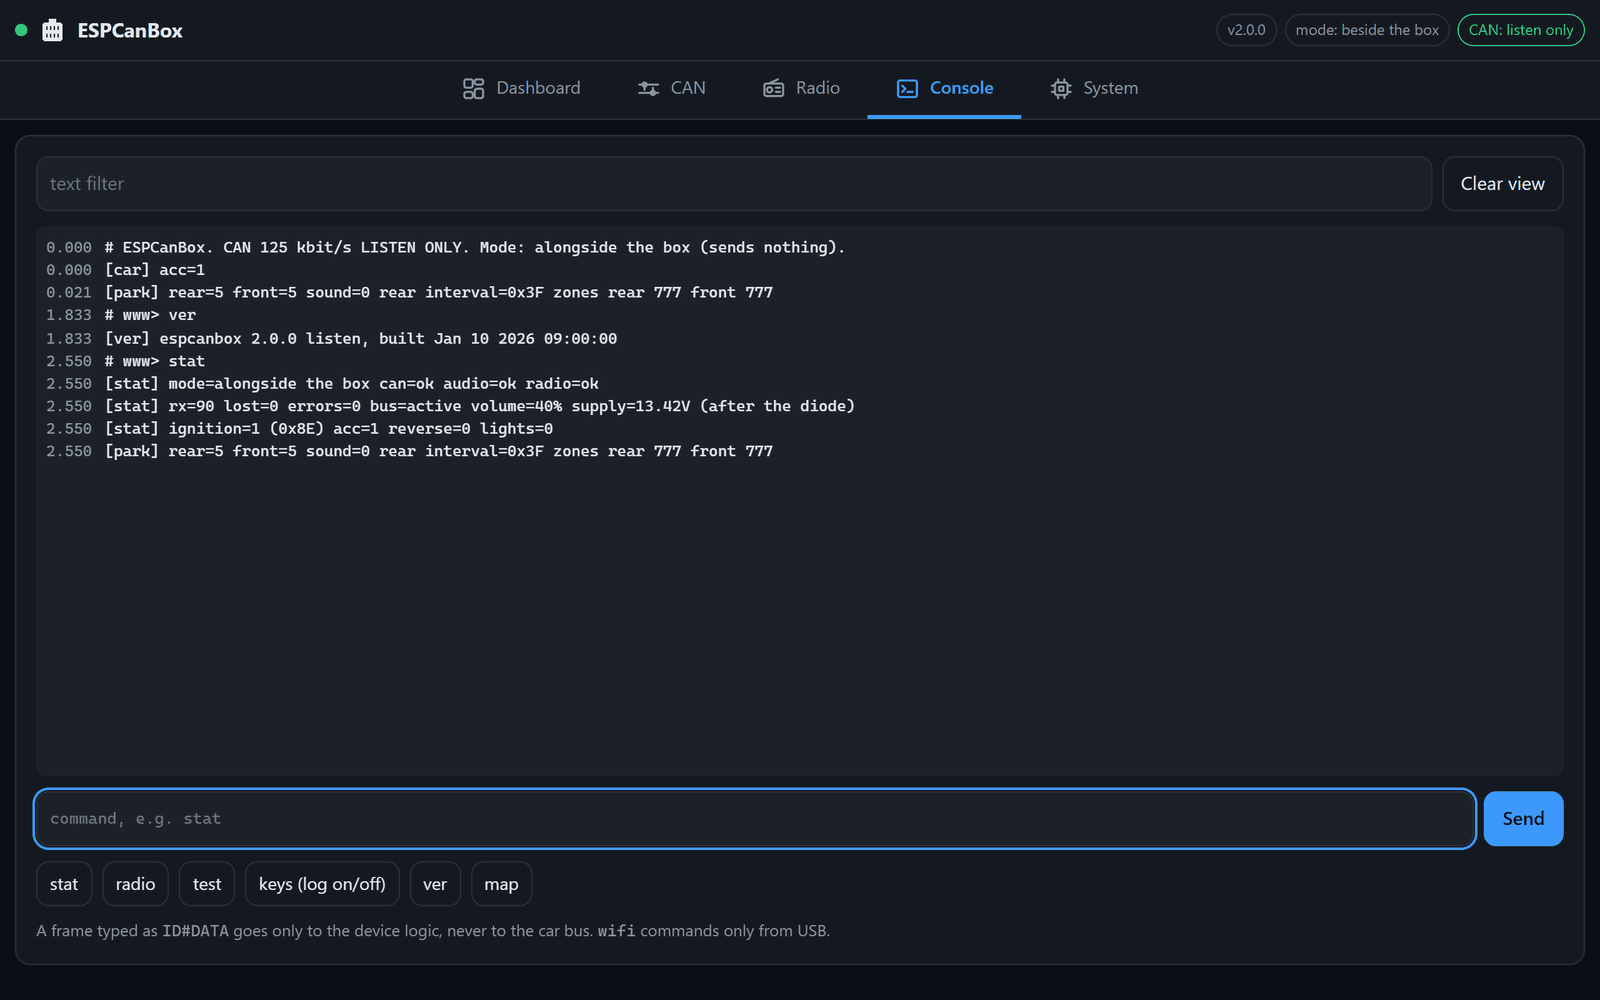 ESPCanBox
v2.0.0
mode: beside the box
CAN: listen only
Dashboard
CAN
Radio
Console
System
text filter
Clear view
0.000 # ESPCanBox. CAN 125 kbit/s LISTEN ONLY. Mode: alongside the box (sends nothing).
0.000 [car] acc=1
0.021 [park] rear=5 front=5 sound=0 rear interval=0x3F zones rear 777 front 777
1.833 # www> ver
1.833 [ver] espcanbox 2.0.0 listen, built Jan 10 2026 09:00:00
2.550 # www> stat
2.550 [stat] mode=alongside the box can=ok audio=ok radio=ok
2.550 [stat] rx=90 lost=0 errors=0 bus=active volume=40% supply=13.42V (after the diode)
2.550 [stat] ignition=1 (0x8E) acc=1 reverse=0 lights=0
2.550 [park] rear=5 front=5 sound=0 rear interval=0x3F zones rear 777 front 777
command, e.g. stat
Send
stat
radio
test
keys (log on/off)
ver
map
A frame typed as ID#DATA goes only to the device logic, never to the car bus. wifi commands only from USB.